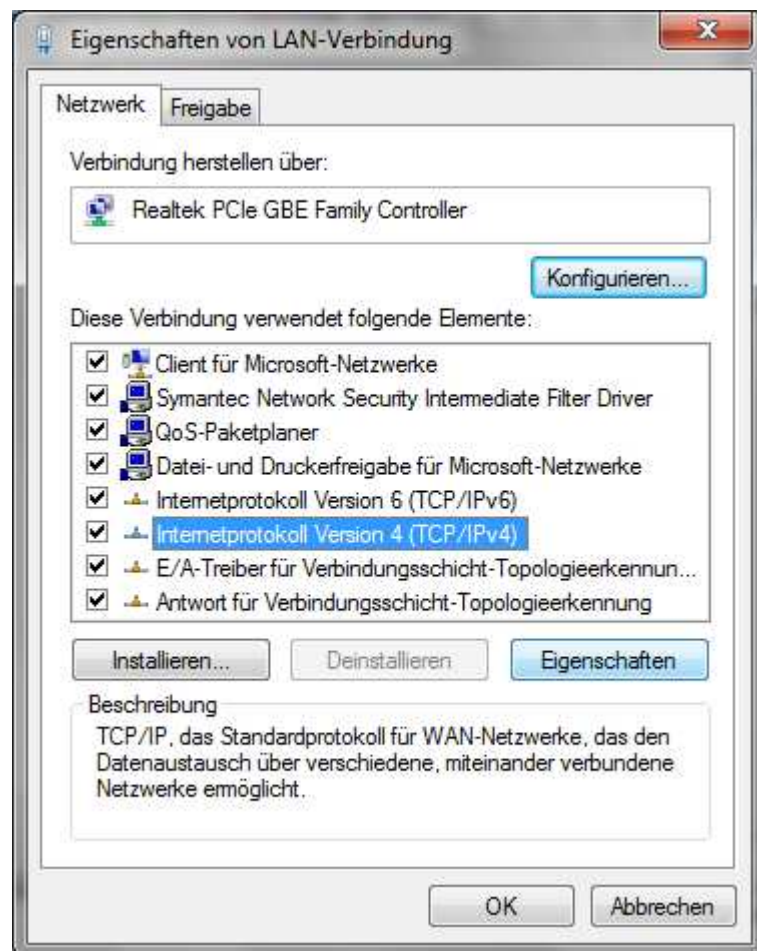 Eigenschaften von LAN-Verbindung
Netzwerk
Freigabe
Verbindung herstellen über:
Realtek PCIe GBE Family Controller
Konfigurieren...
Diese Verbindung verwendet folgende Elemente:
Client für Microsoft-Netzwerke
Symantec Network Security Intermediate Filter Driver
QoS-Paketplaner
Datei- und Druckerfreigabe für Microsoft-Netzwerke
Internetprotokoll Version 6 (TCP/IPv6)
Internetprotokoll Version 4 (TCP/IPv4)
E/A-Treiber für Verbindungsschicht-Topologieerkennun...
Antwort für Verbindungsschicht-Topologieerkennung
Installieren...
Deinstallieren
Eigenschaften
Beschreibung
TCP/IP, das Standardprotokoll für WAN-Netzwerke, das den
Datenaustausch über verschiedene, miteinander verbundene
Netzwerke ermöglicht.
OK
Abbrechen